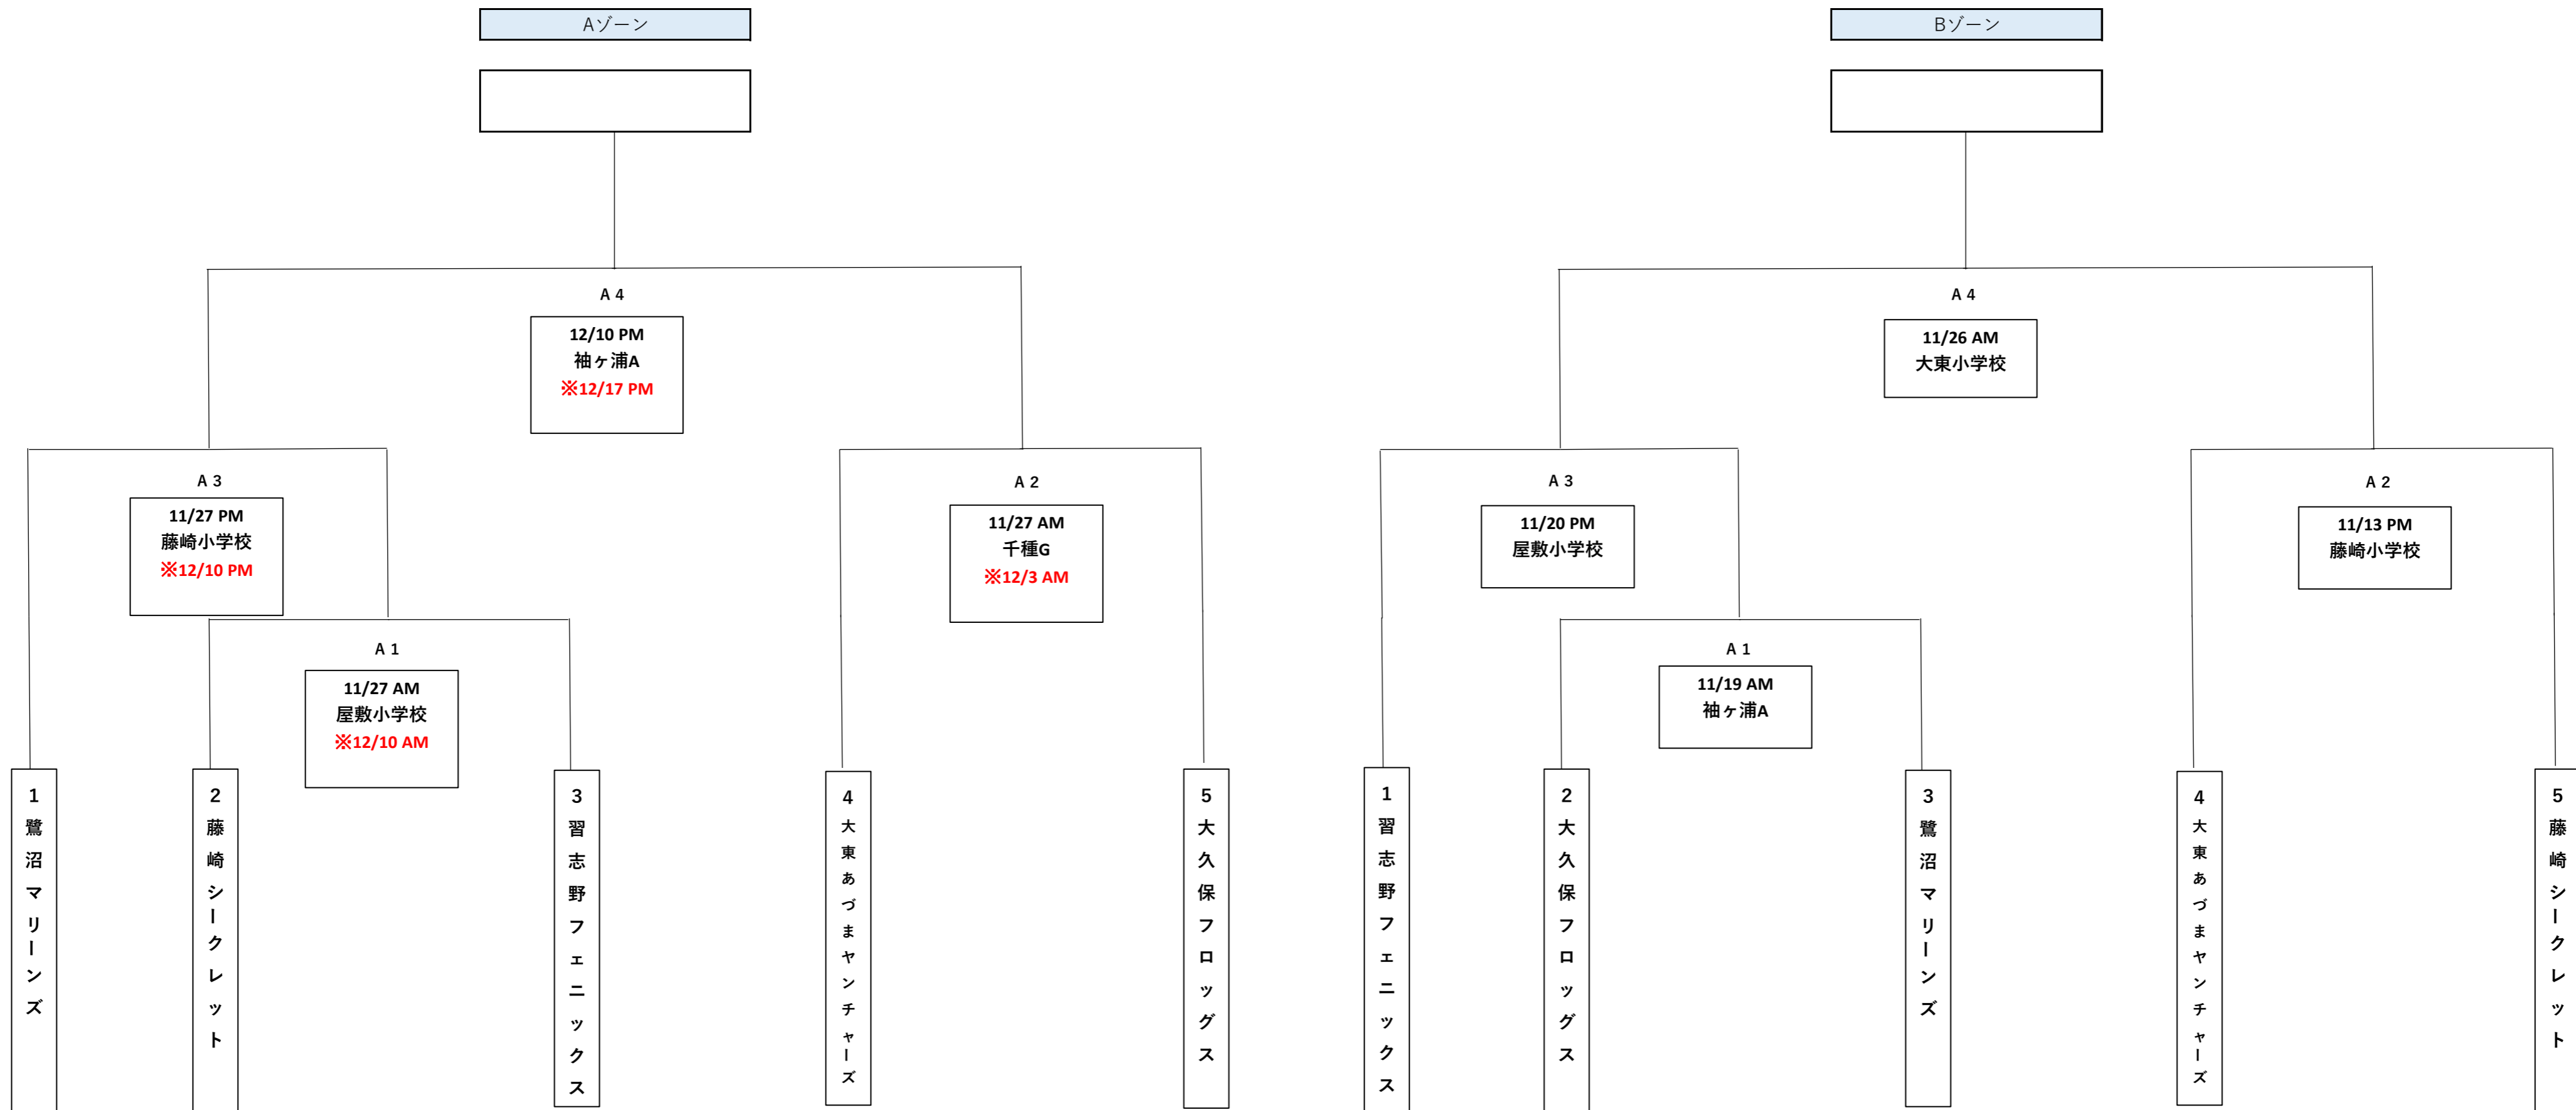 Aゾーン
Bゾーン
A 4
12/10 PM
袖ヶ浦A
※12/17 PM
A 4
11/26 AM
大東小学校
A 3
11/27 PM
藤崎小学校
※12/10 PM
A 2
11/27 AM
千種G
※12/3 AM
A 3
11/20 PM
屋敷小学校
A 2
11/13 PM
藤崎小学校
A 1
11/27 AM
屋敷小学校
※12/10 AM
A 1
11/19 AM
袖ヶ浦A
1鷺沼マリーンズ
2藤崎シークレット
3習志野フェニックス
4大東あづまヤンチャーズ
5大久保フロッグス
1習志野フェニックス
2大久保フロッグス
3鷺沼マリーンズ
4大東あづまヤンチャーズ
5藤崎シークレット